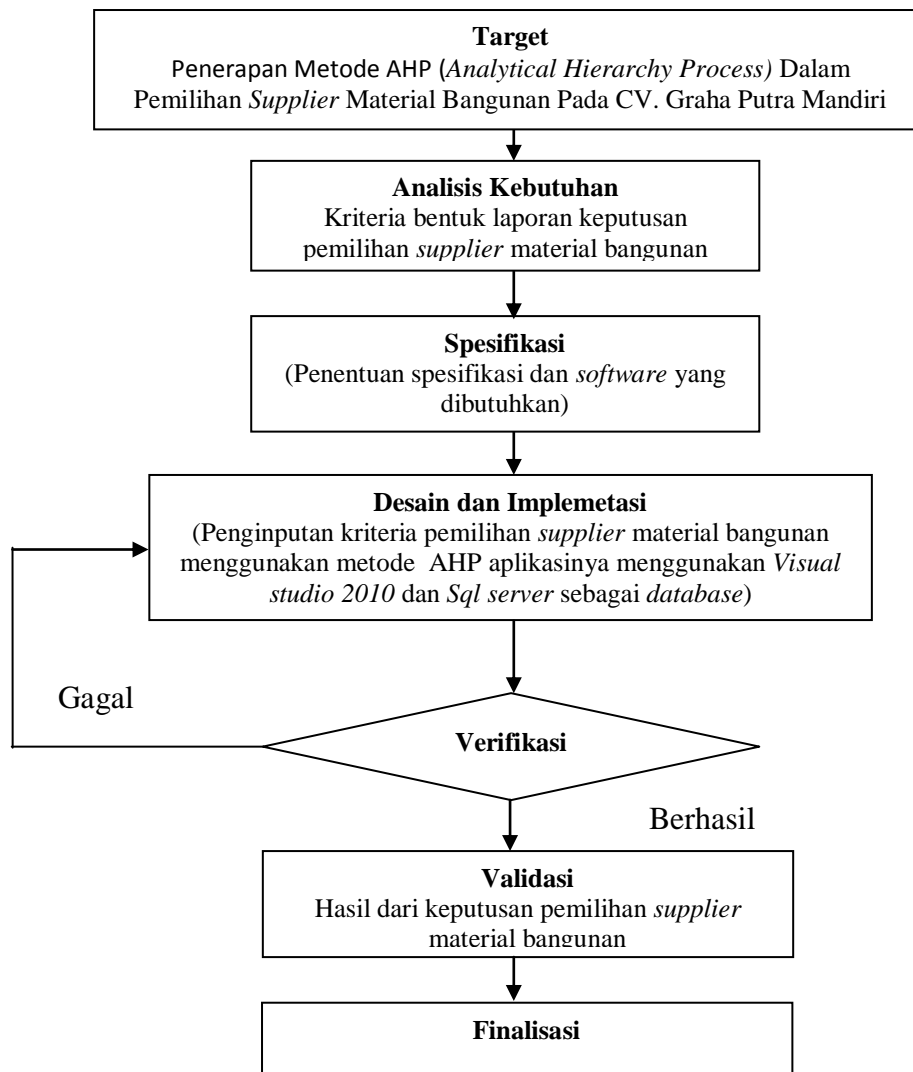 Target
Penerapan Metode AHP (Analytical Hierarchy Process) Dalam
Pemilihan Supplier Material Bangunan Pada CV. Graha Putra Mandiri
Analisis Kebutuhan
Kriteria bentuk laporan keputusan
pemilihan supplier material bangunan
Spesifikasi
(Penentuan spesifikasi dan software yang
dibutuhkan)
Desain dan Implemetasi
(Penginputan kriteria pemilihan supplier material bangunan
menggunakan metode AHP aplikasinya menggunakan Visual
studio 2010 dan Sql server sebagai database)
Gagal
Verifikasi
Berhasil
Validasi
Hasil dari keputusan pemilihan supplier
material bangunan
Finalisasi